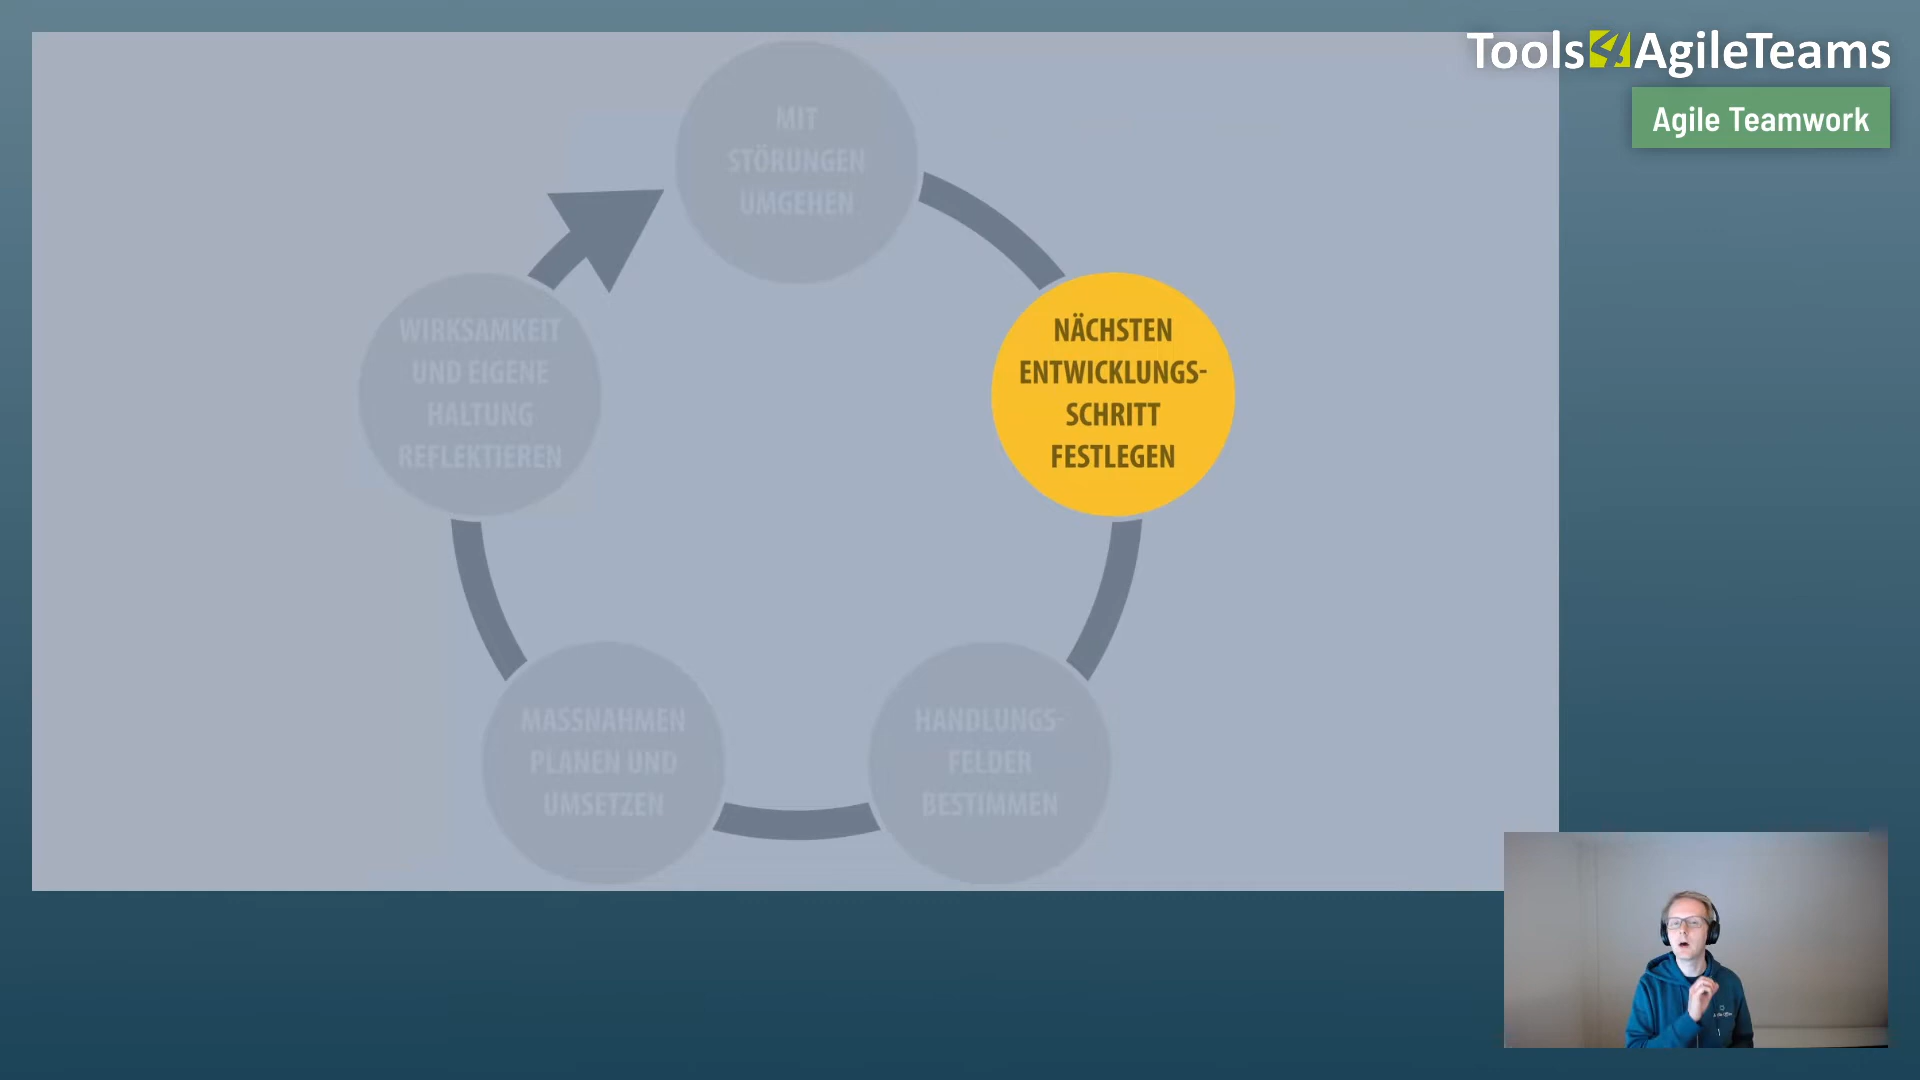 Tools4AgileTeams
Agile Teamwork
MIT
STÖRUNGEN
UMGEHEN
NÄCHSTEN
ENTWICKLUNGS-
SCHRITT
FESTLEGEN
HANDLUNGS-
FELDER
BESTIMMEN
MASSNAHMEN
PLANEN UND
UMSETZEN
WIRKSAMKEIT
UND EIGENE
HALTUNG
REFLEKTIEREN